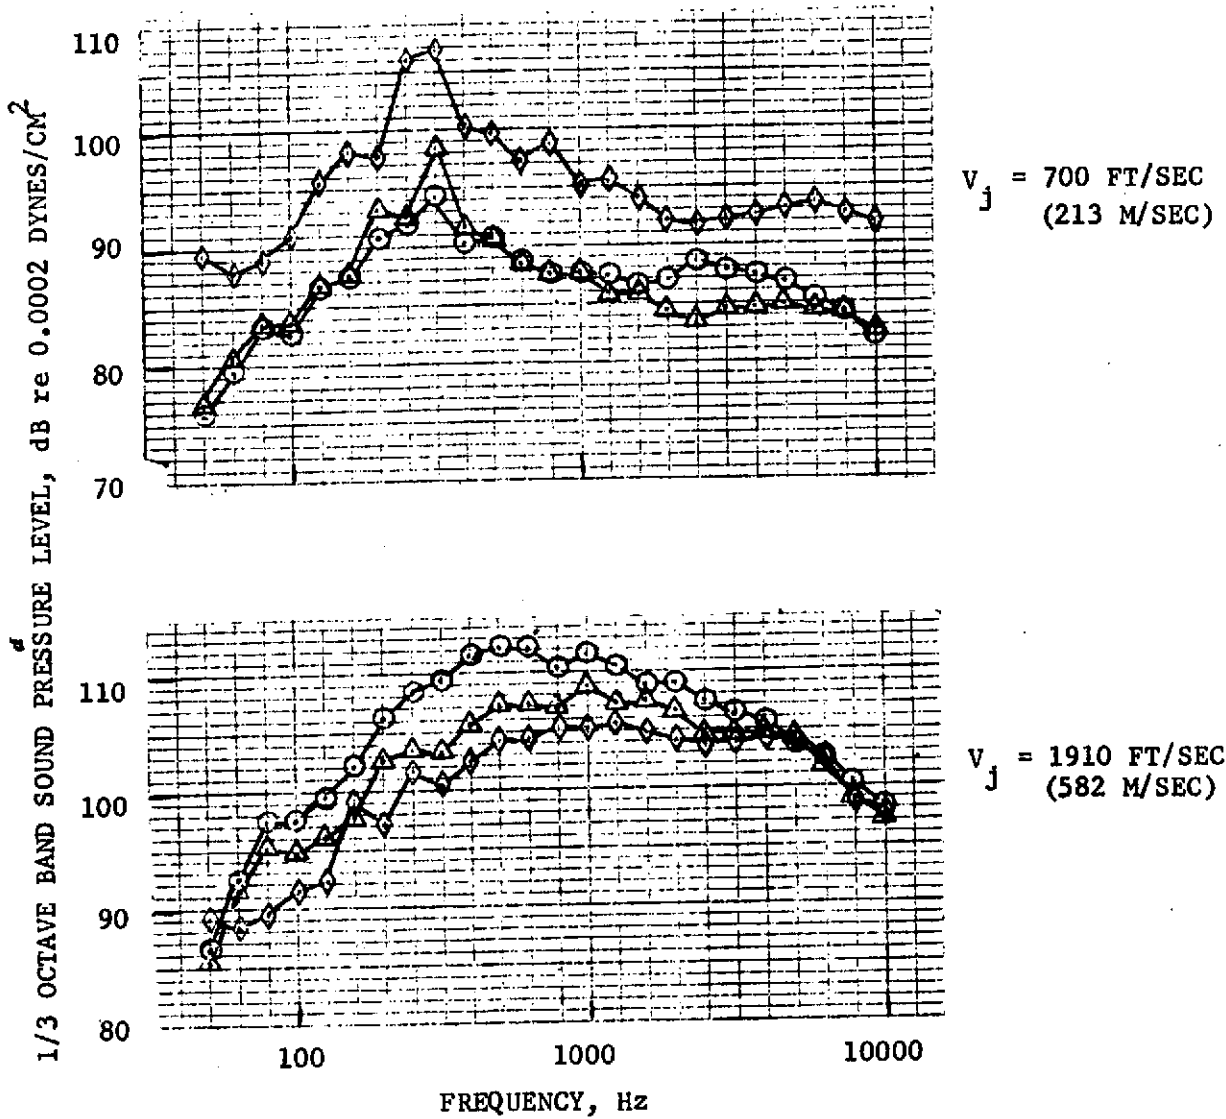 1/3 OCTAVE BAND SOUND PRESSURE LEVEL, dB re 0.0002 DYNES/CM²
110
100
90
80
70
V_j = 700 FT/SEC
(213 M/SEC)
110
100
90
80
V_j = 1910 FT/SEC
(582 M/SEC)
100
1000
10000
FREQUENCY, Hz